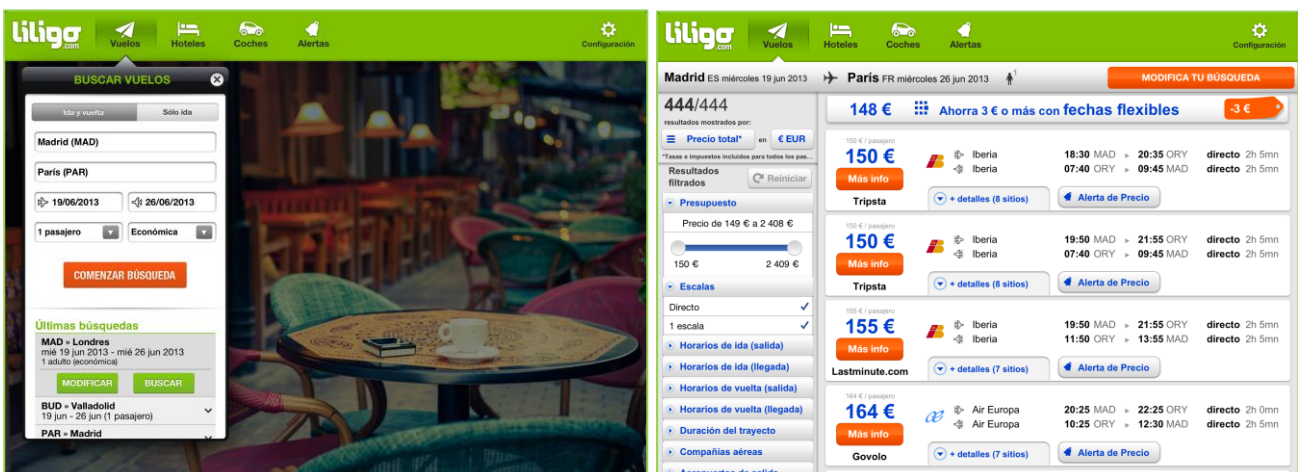 liligo.com
Vuelos
Hoteles
Coches
Alertas
Configuración
BUSCAR VUELOS
Ida y vuelta
Sólo ida
Madrid (MAD)
París (PAR)
19/06/2013
26/06/2013
1 pasajero
Económica
COMENZAR BÚSQUEDA
Últimas búsquedas
MAD » Londres
mié 19 jun 2013 - mié 26 jun 2013
1 adulto (económica)
MODIFICAR
BUSCAR
BUD » Valladolid
19 jun - 26 jun (1 pasajero)
PAR » Madrid
liligo.com
Vuelos
Hoteles
Coches
Alertas
Configuración
Madrid ES miércoles 19 jun 2013
París FR miércoles 26 jun 2013
1
MODIFICA TU BÚSQUEDA
444/444
resultados mostrados por:
Precio total*
en
€ EUR
*Tasas e impuestos incluidos para todos los pas...
Resultados
filtrados
Reiniciar
Presupuesto
Precio de 149 € a 2 408 €
150 €
2 409 €
Escalas
Directo
1 escala
Horarios de ida (salida)
Horarios de ida (llegada)
Horarios de vuelta (salida)
Horarios de vuelta (llegada)
Duración del trayecto
Compañías aéreas
Aeropuertos de salida
148 €
Ahorra 3 € o más con fechas flexibles
-3 €
150 € / pasajero
150 €
Más info
Tripsta
Iberia
18:30 MAD ▸ 20:35 ORY
directo 2h 5mn
Iberia
07:40 ORY ▸ 09:45 MAD
directo 2h 5mn
+ detalles (8 sitios)
Alerta de Precio
150 € / pasajero
150 €
Más info
Tripsta
Iberia
19:50 MAD ▸ 21:55 ORY
directo 2h 5mn
Iberia
07:40 ORY ▸ 09:45 MAD
directo 2h 5mn
+ detalles (8 sitios)
Alerta de Precio
155 € / pasajero
155 €
Más info
Lastminute.com
Iberia
19:50 MAD ▸ 21:55 ORY
directo 2h 5mn
Iberia
11:50 ORY ▸ 13:55 MAD
directo 2h 5mn
+ detalles (7 sitios)
Alerta de Precio
164 € / pasajero
164 €
Más info
Govolo
Air Europa
20:25 MAD ▸ 22:25 ORY
directo 2h 0mn
Air Europa
10:25 ORY ▸ 12:30 MAD
directo 2h 5mn
+ detalles (7 sitios)
Alerta de Precio